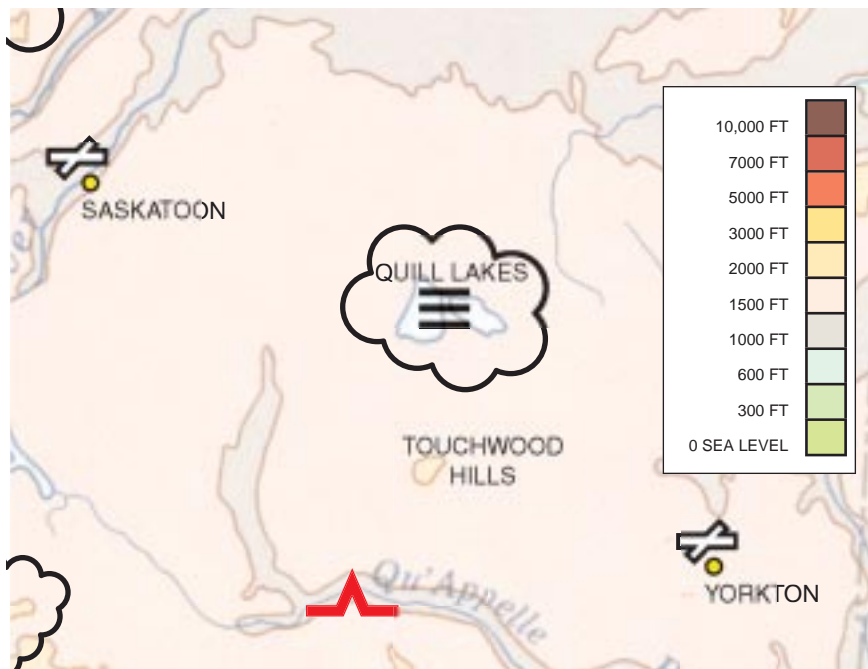 SASKATOON
QUILL LAKES
TOUCHWOOD
HILLS
Qu'Appelle
YORKTON
10,000 FT
7000 FT
5000 FT
3000 FT
2000 FT
1500 FT
1000 FT
600 FT
300 FT
0 SEA LEVEL